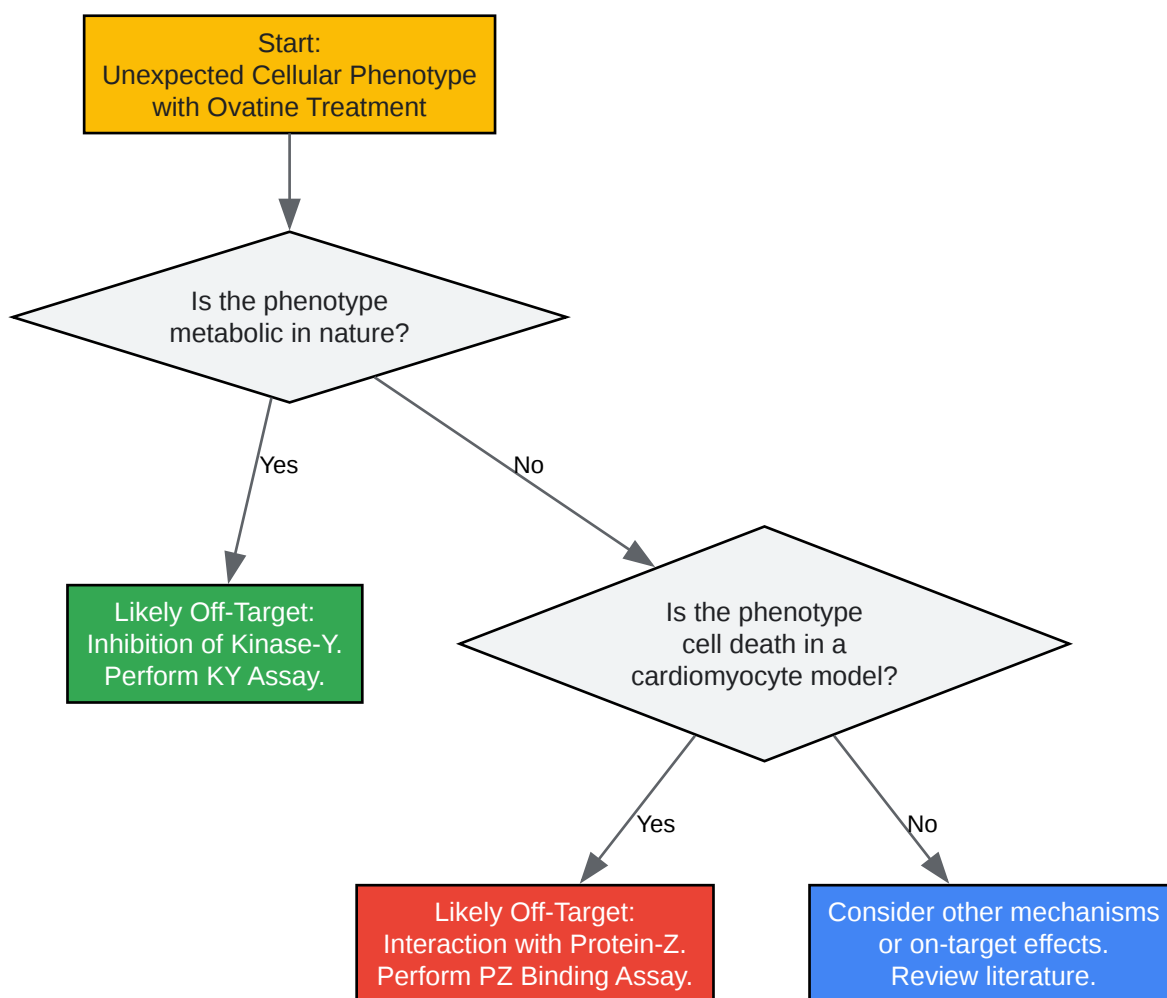 Start:
Unexpected Cellular Phenotype
with Ovatine Treatment
Is the phenotype
metabolic in nature?
Yes
No
Likely Off-Target:
Inhibition of Kinase-Y.
Perform KY Assay.
Is the phenotype
cell death in a
cardiomyocyte model?
Yes
No
Likely Off-Target:
Interaction with Protein-Z.
Perform PZ Binding Assay.
Consider other mechanisms
or on-target effects.
Review literature.